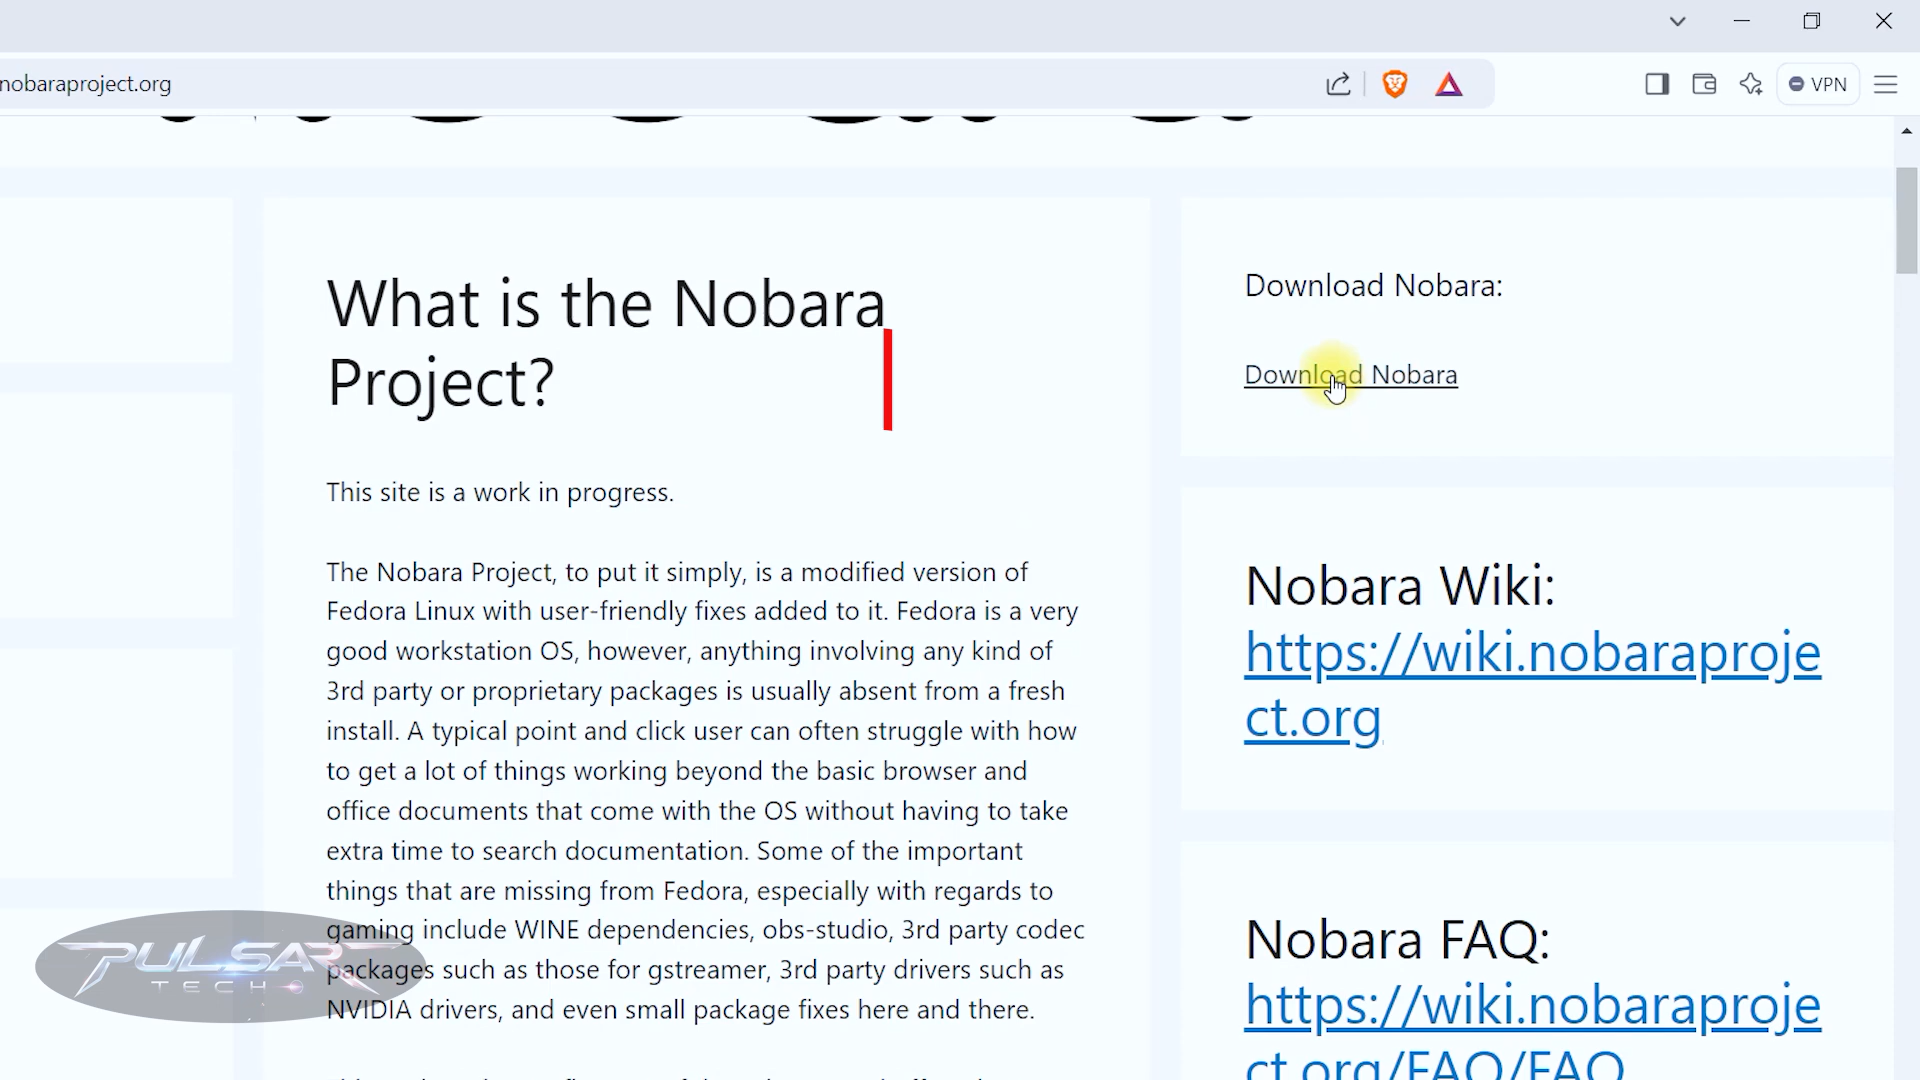 nobaraproject.org
VPN
What is the Nobara
Project?
This site is a work in progress.
The Nobara Project, to put it simply, is a modified version of
Fedora Linux with user-friendly fixes added to it. Fedora is a very
good workstation OS, however, anything involving any kind of
3rd party or proprietary packages is usually absent from a fresh
install. A typical point and click user can often struggle with how
to get a lot of things working beyond the basic browser and
office documents that come with the OS without having to take
extra time to search documentation. Some of the important
things that are missing from Fedora, especially with regards to
gaming include WINE dependencies, obs-studio, 3rd party codec
packages such as those for gstreamer, 3rd party drivers such as
NVIDIA drivers, and even small package fixes here and there.
Download Nobara:
Download Nobara
Nobara Wiki:
https://wiki.nobaraproje
ct.org
Nobara FAQ:
https://wiki.nobaraproje
ct.org/FAQ/FAQ
PULSAR
TECH